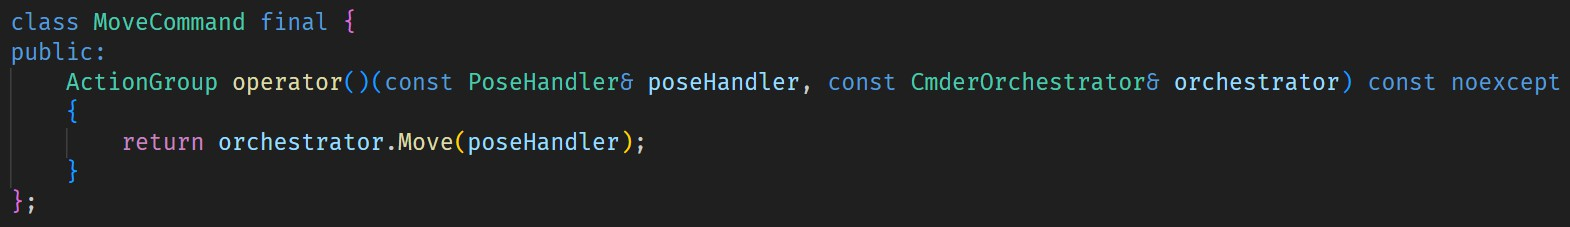 class MoveCommand final {
public:
    ActionGroup operator()(const PoseHandler& poseHandler, const CmderOrchestrator& orchestrator) const noexcept
    {
        return orchestrator.Move(poseHandler);
    }
};